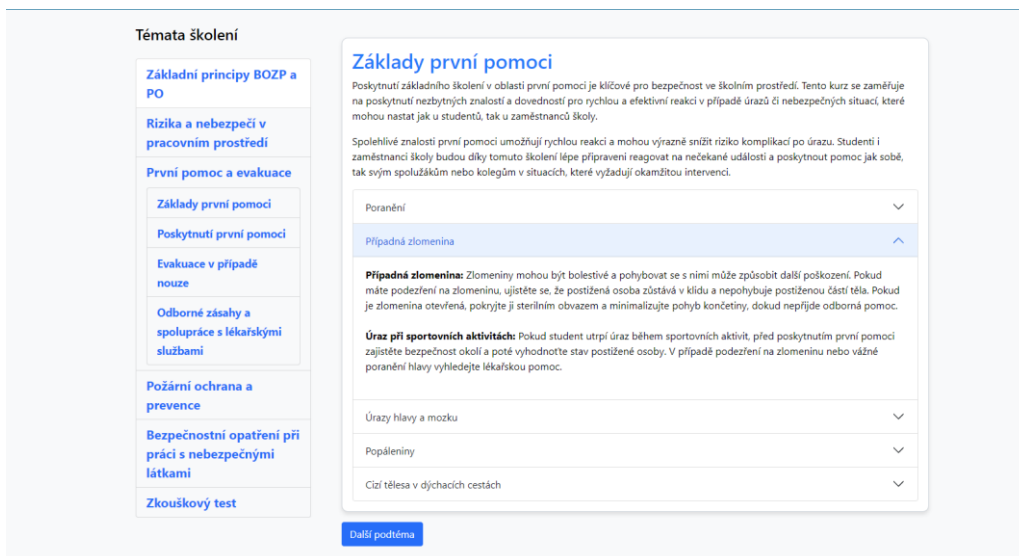 Témata školení
Základní principy BOZP a
PO
Rizika a nebezpečí v
pracovním prostředí
První pomoc a evakuace
Základy první pomoci
Poskytnutí první pomoci
Evakuace v případě
nouze
Odborné zásahy a
spolupráce s lékařskými
službami
Požární ochrana a
prevence
Bezpečnostní opatření při
práci s nebezpečnými
látkami
Zkouškový test
Základy první pomoci
Poskytnutí základního školení v oblasti první pomoci je klíčové pro bezpečnost ve školním prostředí. Tento kurz se zaměřuje
na poskytnutí nezbytných znalostí a dovedností pro rychlou a efektivní reakci v případě úrazů či nebezpečných situací, které
mohou nastat jak u studentů, tak u zaměstnanců školy.
Spolehlivé znalosti první pomoci umožňují rychlou reakci a mohou výrazně snížit riziko komplikací po úrazu. Studenti i
zaměstnanci školy budou díky tomuto školení lépe připraveni reagovat na nečekané události a poskytnout pomoc jak sobě,
tak svým spolužákům nebo kolegům v situacích, které vyžadují okamžitou intervenci.
Poranění
Případná zlomenina
Případná zlomenina: Zlomeniny mohou být bolestivé a pohybovat se s nimi může způsobit další poškození. Pokud
máte podezření na zlomeninu, ujistěte se, že postižená osoba zůstává v klidu a nepohybuje postiženou částí těla. Pokud
je zlomenina otevřená, pokryjte ji sterilním obvazem a minimalizujte pohyb končetiny, dokud nepřijde odborná pomoc.
Úraz při sportovních aktivitách: Pokud student utrpí úraz během sportovních aktivit, před poskytnutím první pomoci
zajistěte bezpečnost okolí a poté vyhodnoťte stav postižené osoby. V případě podezření na zlomeninu nebo vážné
poranění hlavy vyhledejte lékařskou pomoc.
Úrazy hlavy a mozku
Popáleniny
Cizí tělesa v dýchacích cestách
Další podtéma